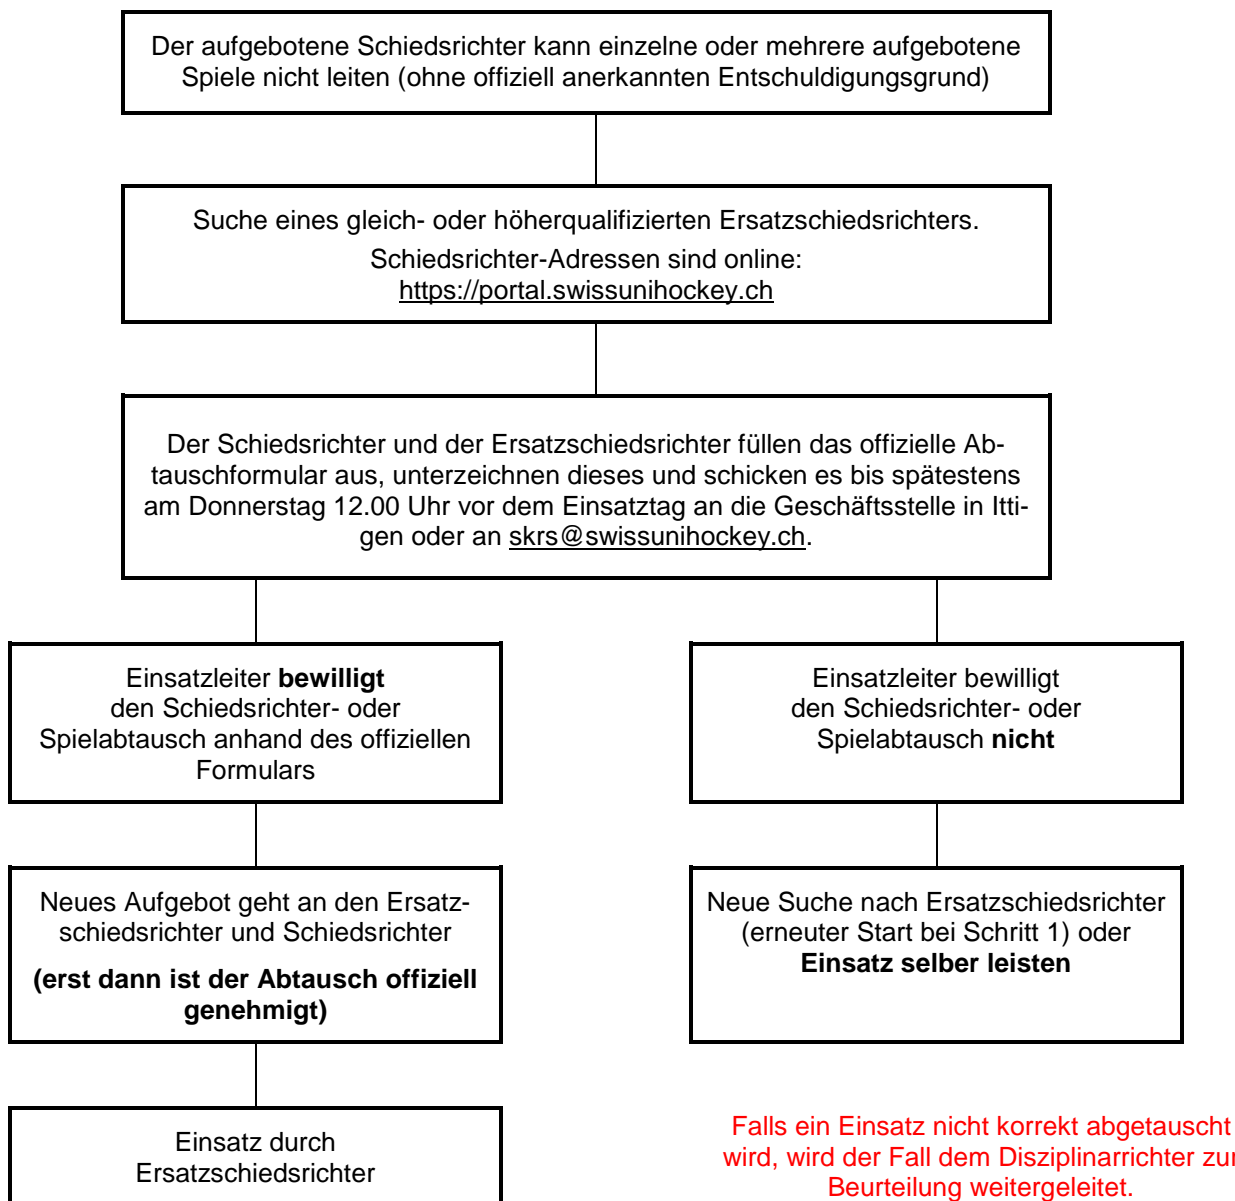 Der aufgebotene Schiedsrichter kann einzelne oder mehrere aufgebotene
Spiele nicht leiten (ohne offiziell anerkannten Entschuldigungsgrund)
Suche eines gleich- oder höherqualifizierten Ersatzschiedsrichters.
Schiedsrichter-Adressen sind online:
https://portal.swissunihockey.ch
Der Schiedsrichter und der Ersatzschiedsrichter füllen das offizielle Ab-
tauschformular aus, unterzeichnen dieses und schicken es bis spätestens
am Donnerstag 12.00 Uhr vor dem Einsatztag an die Geschäftsstelle in Itti-
gen oder an skrs@swissunihockey.ch.
Einsatzleiter bewilligt
den Schiedsrichter- oder
Spielabtausch anhand des offiziellen
Formulars
Einsatzleiter bewilligt
den Schiedsrichter- oder
Spielabtausch nicht
Neues Aufgebot geht an den Ersatz-
schiedsrichter und Schiedsrichter
(erst dann ist der Abtausch offiziell
genehmigt)
Neue Suche nach Ersatzschiedsrichter
(erneuter Start bei Schritt 1) oder
Einsatz selber leisten
Einsatz durch
Ersatzschiedsrichter
Falls ein Einsatz nicht korrekt abgetauscht
wird, wird der Fall dem Disziplinarrichter zur
Beurteilung weitergeleitet.